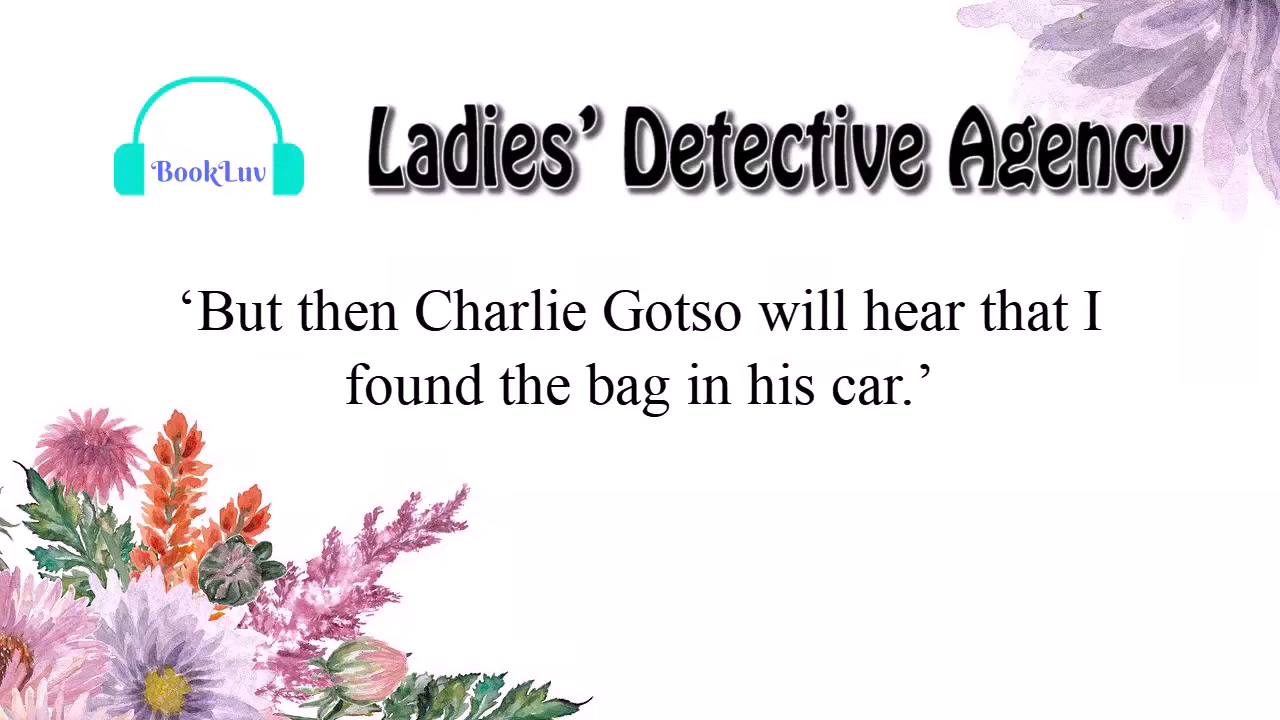 BookLuv
Ladies’ Detective Agency
‘But then Charlie Gotso will hear that I
found the bag in his car.’